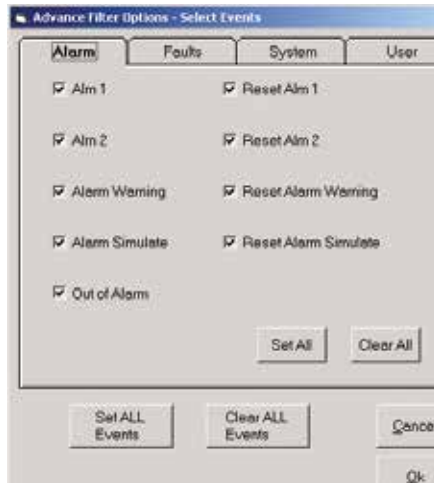 Advance Filter Options - Select Events
Alarm Faults System User
Alm 1 Reset Alm 1
Alm 2 Reset Alm 2
Alarm Warning Reset Alarm Warning
Alarm Simulate Reset Alarm Simulate
Out of Alarm
Set All Clear All
Set ALL Events Clear ALL Events
Cance
Ok